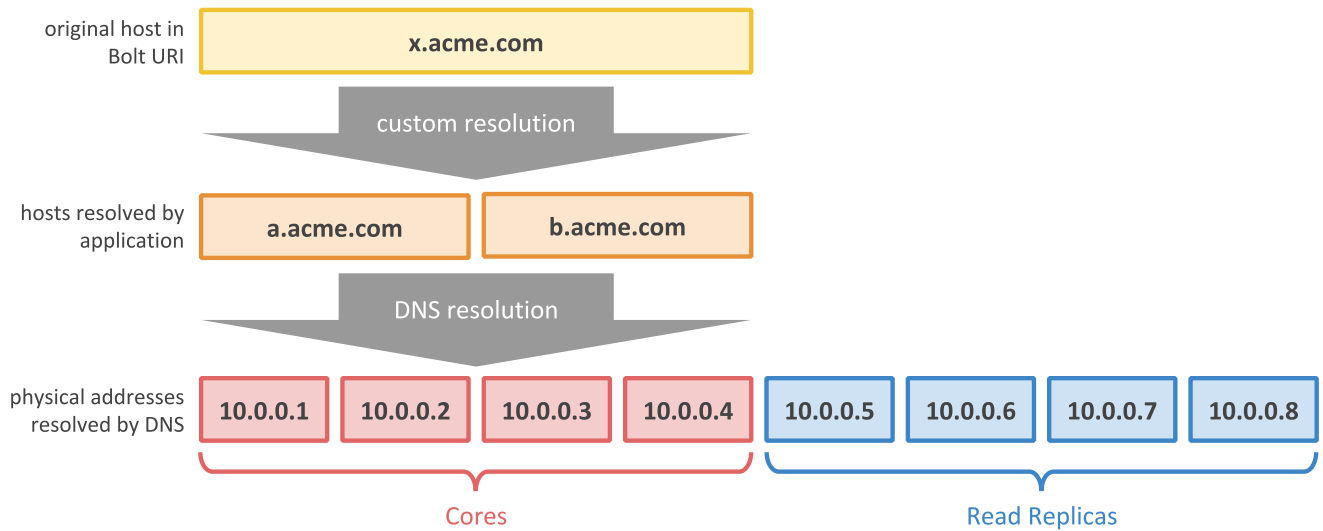 original host in
Bolt URI
x.acme.com
custom resolution
hosts resolved by
application
a.acme.com
b.acme.com
DNS resolution
physical addresses
resolved by DNS
10.0.0.1
10.0.0.2
10.0.0.3
10.0.0.4
10.0.0.5
10.0.0.6
10.0.0.7
10.0.0.8
Cores
Read Replicas